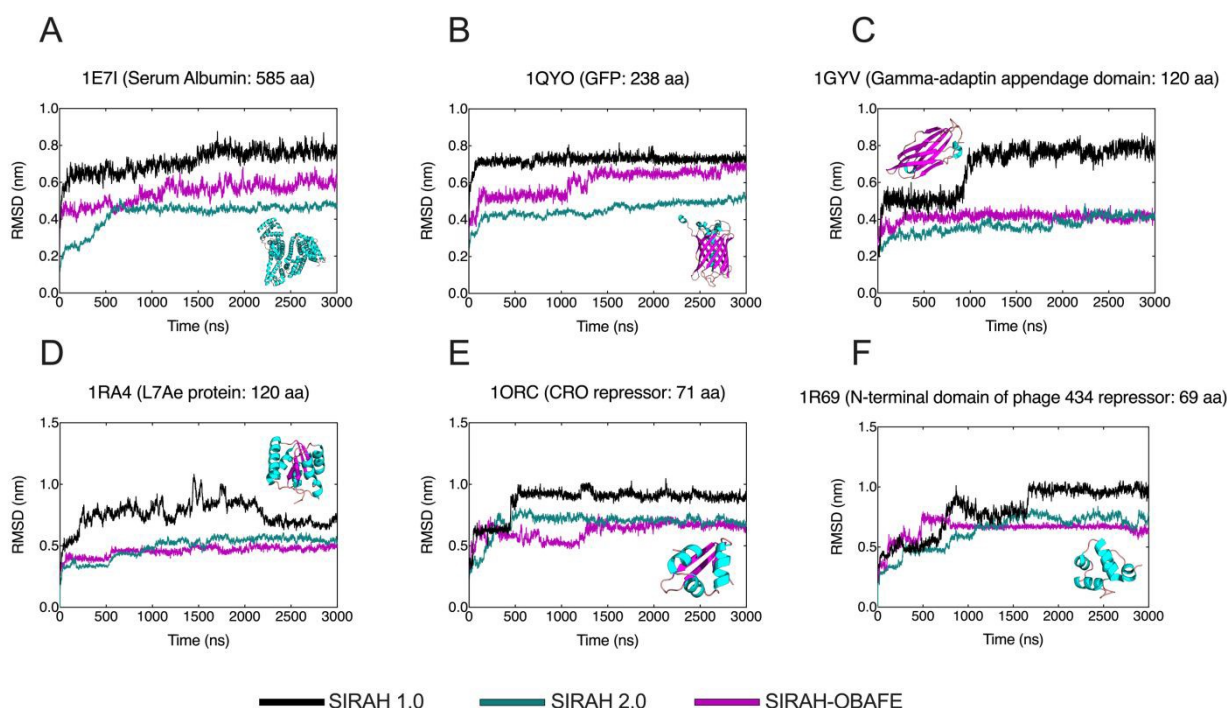 A
1E7I (Serum Albumin: 585 aa)
1.0
0.8
0.6
0.4
0.2
0.0
RMSD (nm)
0 500 1000 1500 2000 2500 3000
Time (ns)
B
1QYO (GFP: 238 aa)
1.0
0.8
0.6
0.4
0.2
0.0
RMSD (nm)
0 500 1000 1500 2000 2500 3000
Time (ns)
C
1GYV (Gamma-adaptin appendage domain: 120 aa)
1.0
0.8
0.6
0.4
0.2
0.0
RMSD (nm)
0 500 1000 1500 2000 2500 3000
Time (ns)
D
1RA4 (L7Ae protein: 120 aa)
1.5
1.0
0.5
0.0
RMSD (nm)
0 500 1000 1500 2000 2500 3000
Time (ns)
E
1ORC (CRO repressor: 71 aa)
1.5
1.0
0.5
0.0
RMSD (nm)
0 500 1000 1500 2000 2500 3000
Time (ns)
F
1R69 (N-terminal domain of phage 434 repressor: 69 aa)
1.5
1.0
0.5
0.0
RMSD (nm)
0 500 1000 1500 2000 2500 3000
Time (ns)
SIRAH 1.0 SIRAH 2.0 SIRAH-OBAFE